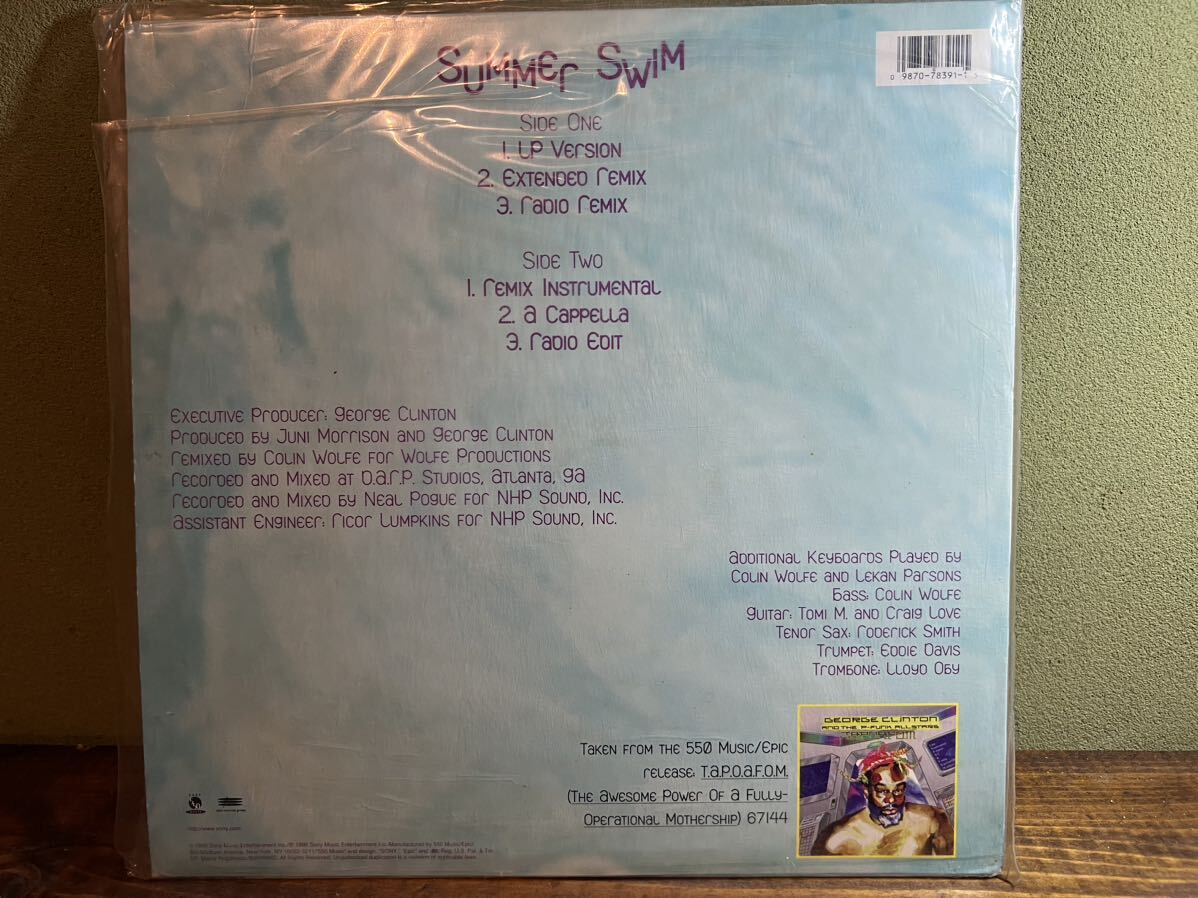 Summer Swim
0 9870-78391-1 5
Side One
1. LP Version
2. Extended Remix
3. Radio Remix
Side Two
1. Remix Instrumental
2. A Cappella
3. Radio Edit
Executive Producer: George Clinton
Produced by Juni Morrison and George Clinton
Remixed by Colin Wolfe for Wolfe Productions
Recorded and Mixed at D.A.R.P. Studios, Atlanta, GA
Recorded and Mixed by Neal Pogue for NHP Sound, Inc.
Assistant Engineer: Ricor Lumpkins for NHP Sound, Inc.
Additional Keyboards Played by
Colin Wolfe and Lekan Parsons
Bass: Colin Wolfe
Guitar: Tomi M. and Craig Love
Tenor Sax: Roderick Smith
Trumpet: Eddie Davis
Trombone: Lloyd Oby
Taken from the 550 Music/Epic
release: T.A.P.O.A.F.O.M.
(The Awesome Power Of A Fully-
Operational Mothership) 67144
GEORGE CLINTON
AND THE P-FUNK ALLSTARS